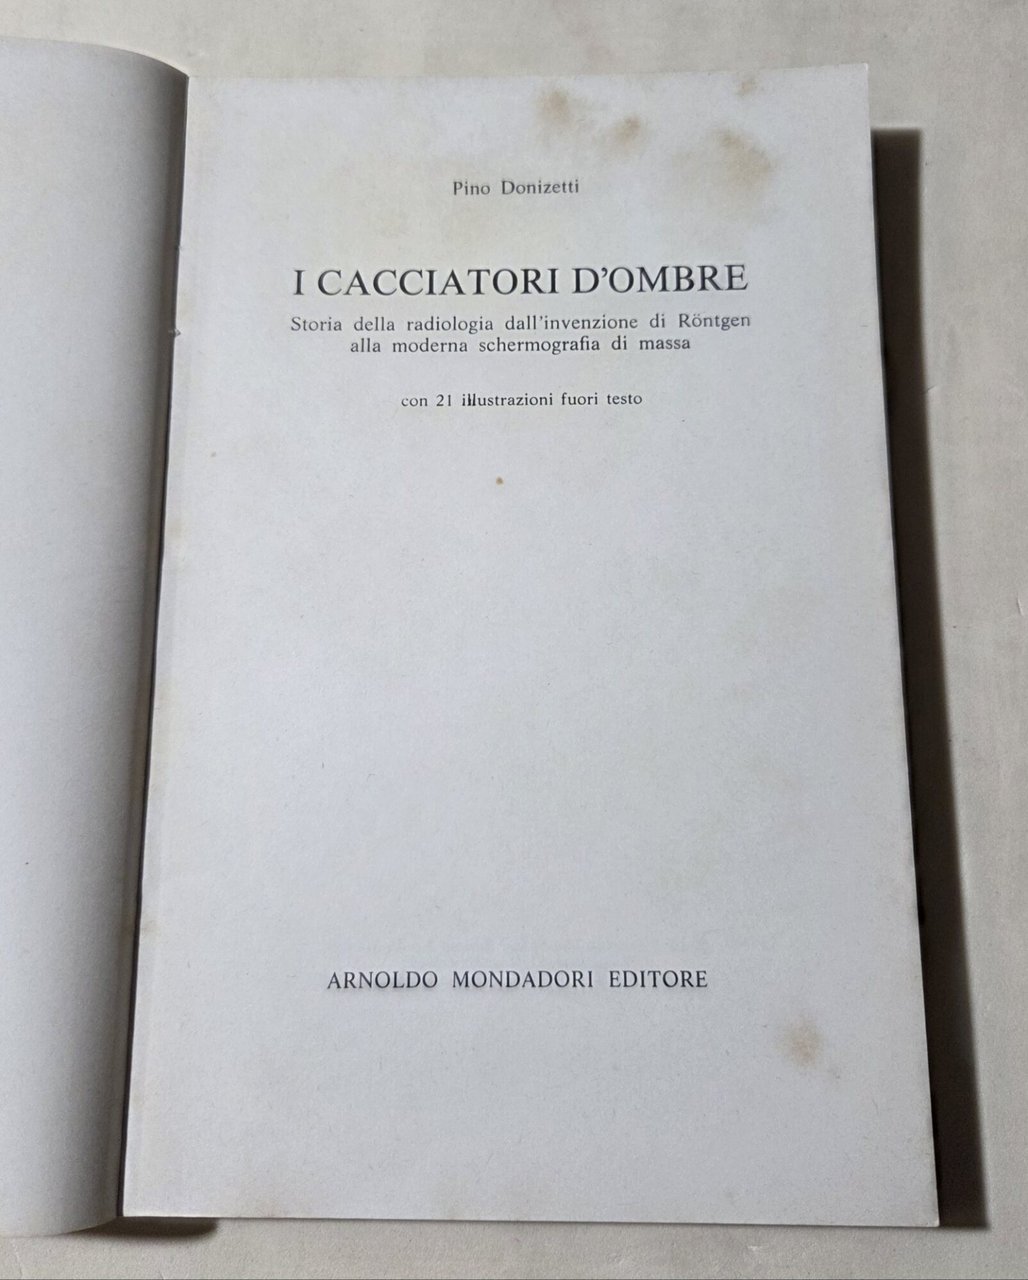 Pino Donizetti
I CACCIATORI D'OMBRE
Storia della radiologia dall'invenzione di Röntgen
alla moderna schermografia di massa
con 21 illustrazioni fuori testo
ARNOLDO MONDADORI EDITORE